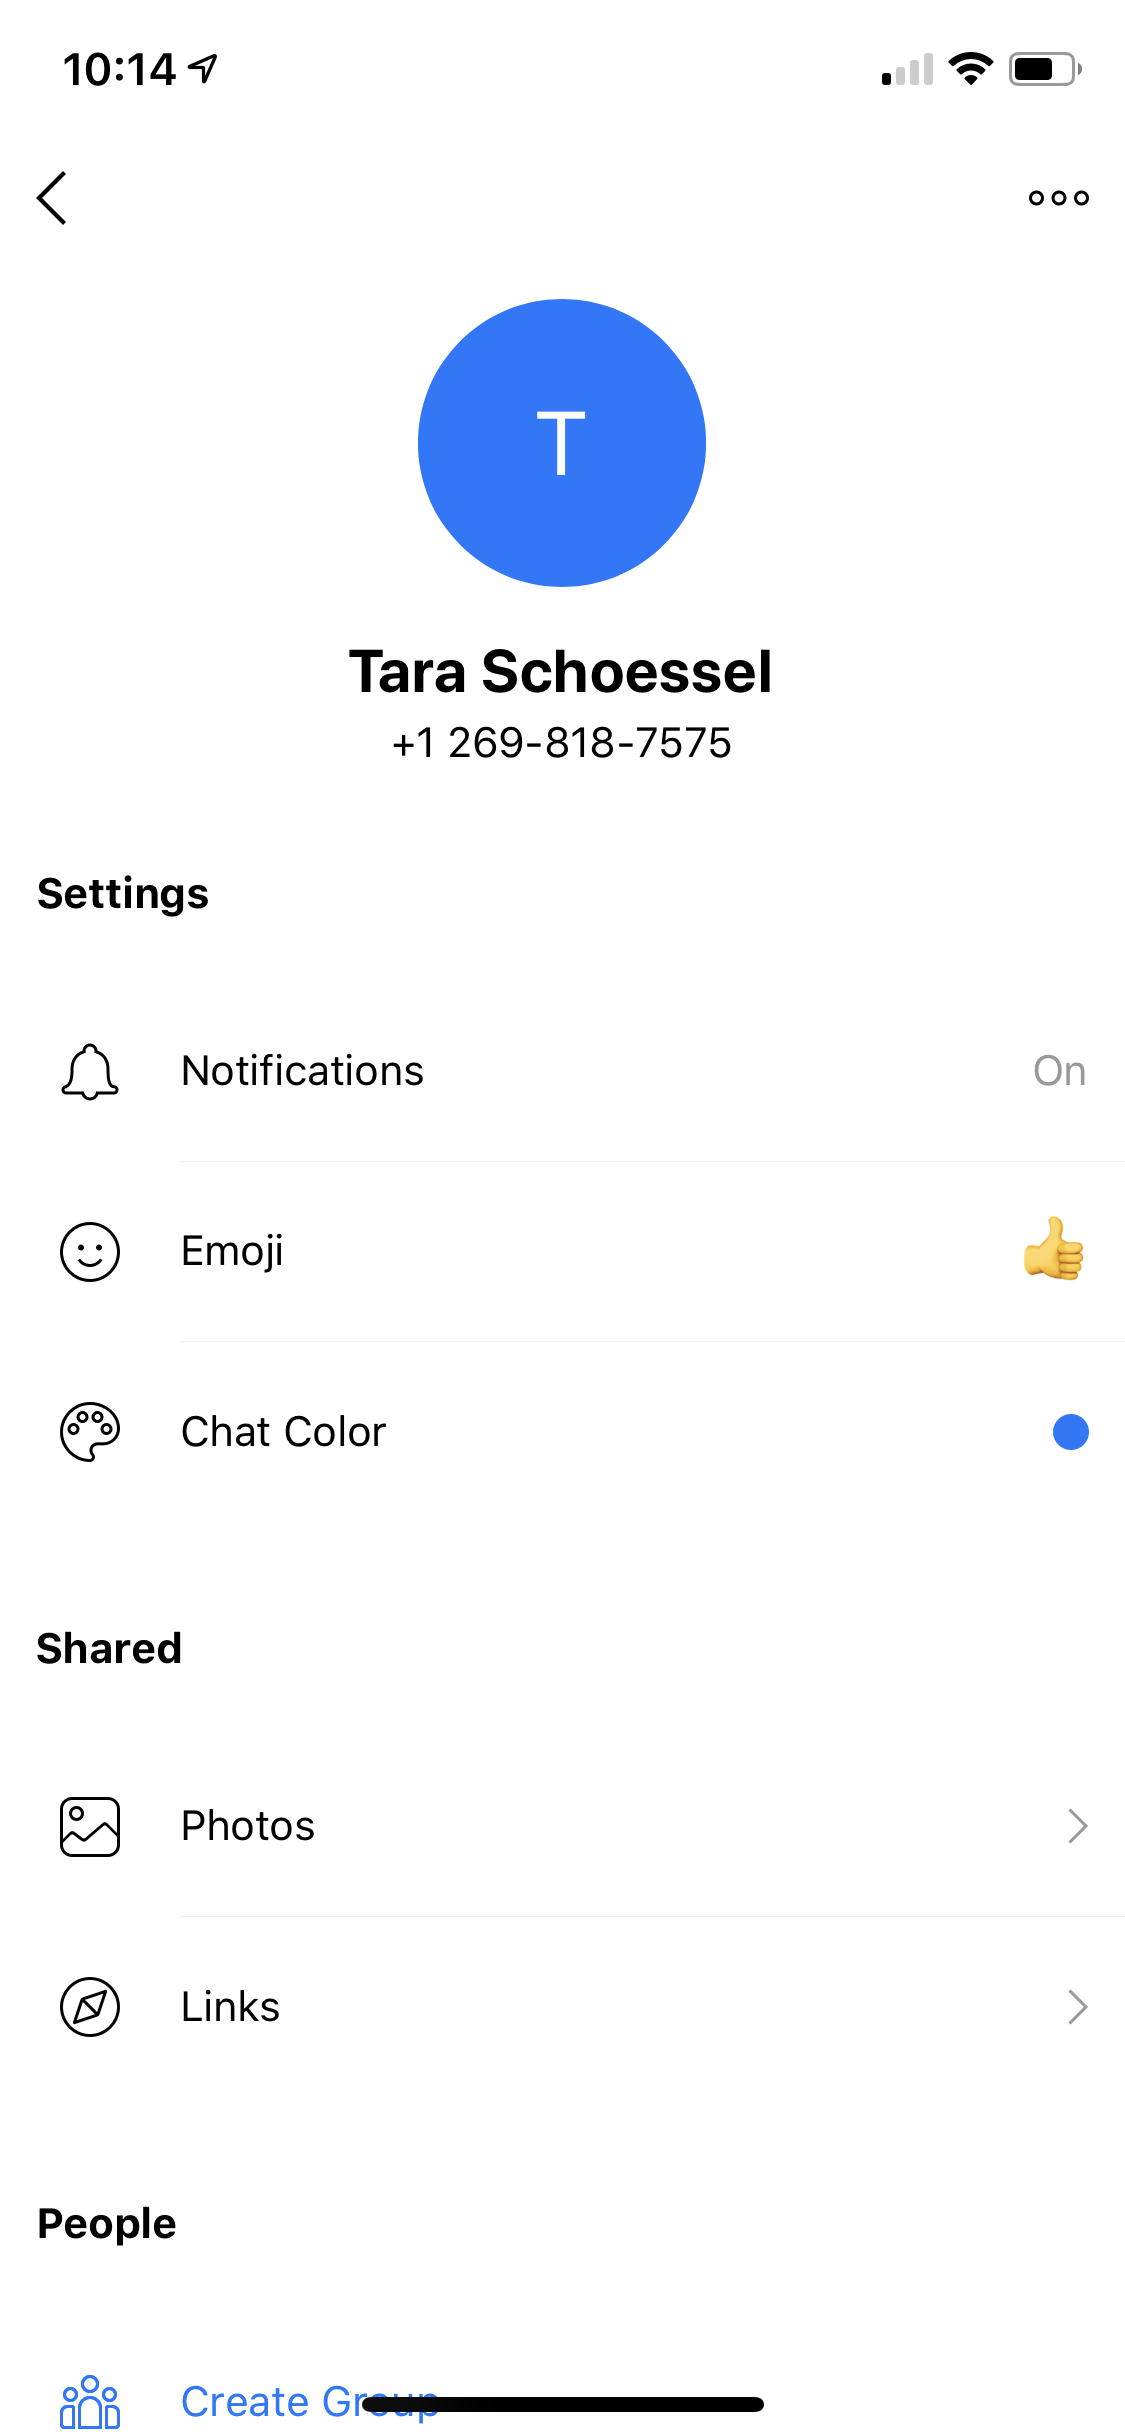 10:14
T
Tara Schoessel
+1 269-818-7575
Settings
Notifications
On
Emoji
Chat Color
Shared
Photos
Links
People
Create Group